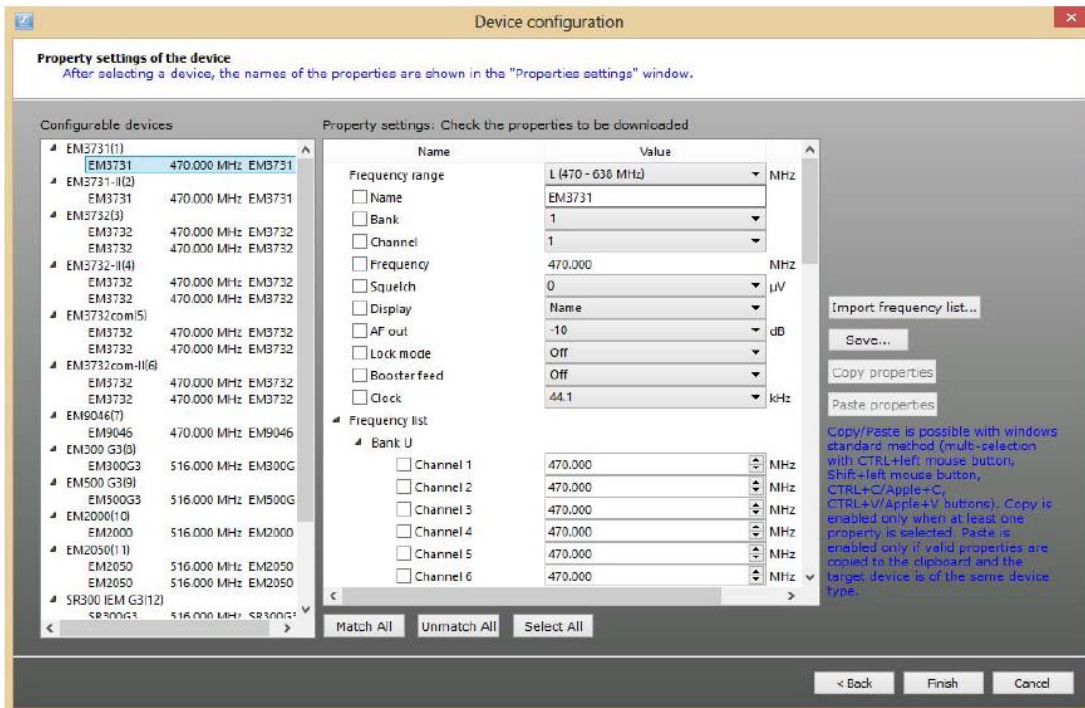 Device configuration
Property settings of the device
After selecting a device, the names of the properties are shown in the "Properties settings" window.
Configurable devices
EM3731(1)
EM3731 470.000 MHz EM3731
EM3731-II(2)
EM3731 470.000 MHz EM3731
EM3732(3)
EM3732 470.000 MHz EM3732
EM3732 470.000 MHz EM3732
EM3732-II(4)
EM3732 470.000 MHz EM3732
EM3732 470.000 MHz EM3732
EM3732com(5)
EM3732 470.000 MHz EM3732
EM3732 470.000 MHz EM3732
EM3732com-II(6)
EM3732 470.000 MHz EM3732
EM3732 470.000 MHz EM3732
EM9046(7)
EM9046 470.000 MHz EM9046
EM300 G3(8)
EM300G3 516.000 MHz EM300G
EM500 G3(9)
EM500G3 516.000 MHz EM500G
EM2000(10)
EM2000 516.000 MHz EM2000
EM2050(11)
EM2050 516.000 MHz EM2050
EM2050 516.000 MHz EM2050
SR300 IEM G3(12)
SR300G3 516.000 MHz SR300G3
Property settings: Check the properties to be downloaded
Name Value
Frequency range L (470 - 638 MHz) MHz
Name EM3731
Bank 1
Channel 1
Frequency 470.000 MHz
Squelch 0 µV
Display Name
AF out -10 dB
Lock mode Off
Booster feed Off
Clock 44.1 kHz
Frequency list
Bank U
Channel 1 470.000 MHz
Channel 2 470.000 MHz
Channel 3 470.000 MHz
Channel 4 470.000 MHz
Channel 5 470.000 MHz
Channel 6 470.000 MHz
Match All Unmatch All Select All
Import frequency list...
Save...
Copy properties
Paste properties
Copy/Paste is possible with windows
standard method (multi-selection
with CTRL+left mouse button,
Shift+left mouse button,
CTRL+C/Apple+C,
CTRL+V/Apple+V buttons). Copy is
enabled only when at least one
property is selected. Paste is
enabled only if valid properties are
copied to the clipboard and the
target device is of the same device
type.
< Back Finish Cancel